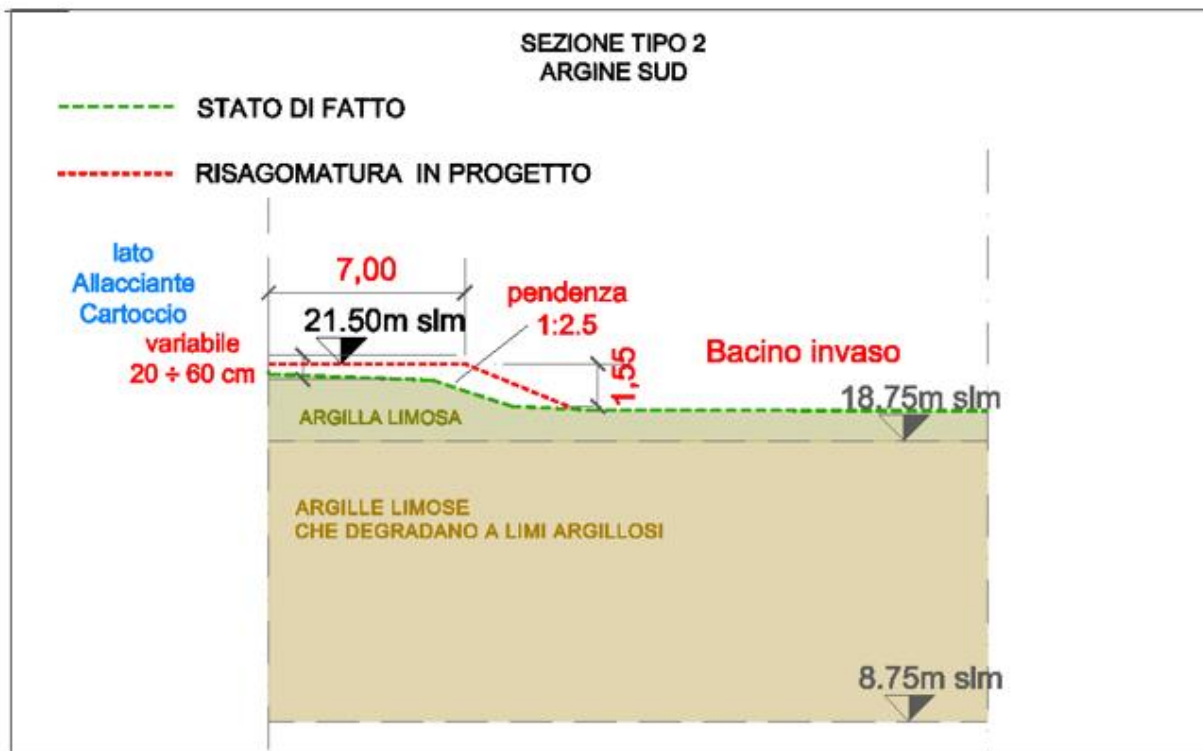 SEZIONE TIPO 2
ARGINE SUD
STATO DI FATTO
RISAGOMATURA IN PROGETTO
lato
Allacciante
Cartoccio
7,00
pendenza
1:2.5
21.50m slm
variabile
20 ÷ 60 cm
1,55
Bacino invaso
18.75m slm
ARGILLA LIMOSA
ARGILLE LIMOSE
CHE DEGRADANO A LIMI ARGILLOSI
8.75m slm